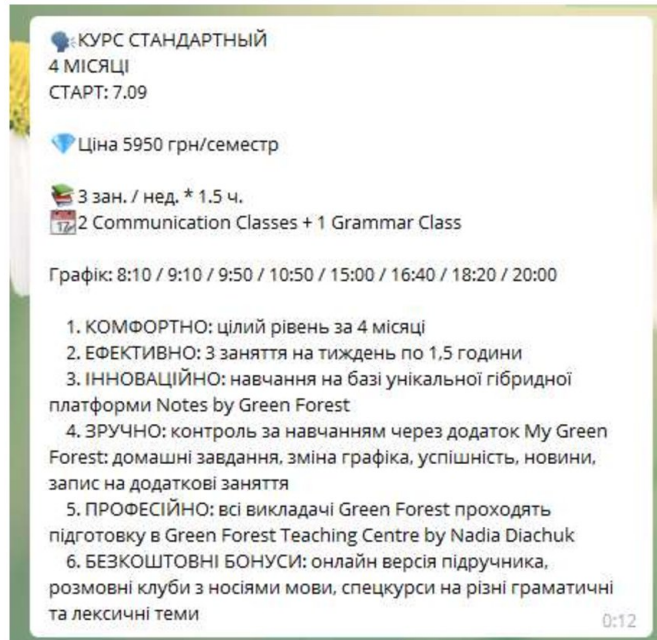 🗣КУРС СТАНДАРТНЫЙ
4 МІСЯЦІ
СТАРТ: 7.09
💎Ціна 5950 грн/семестр
📚3 зан. / нед. * 1.5 ч.
📅2 Communication Classes + 1 Grammar Class
Графік: 8:10 / 9:10 / 9:50 / 10:50 / 15:00 / 16:40 / 18:20 / 20:00
1. КОМФОРТНО: цілий рівень за 4 місяці
2. ЕФЕКТИВНО: 3 заняття на тиждень по 1,5 години
3. ІННОВАЦІЙНО: навчання на базі унікальної гібридної
платформи Notes by Green Forest
4. ЗРУЧНО: контроль за навчанням через додаток My Green
Forest: домашні завдання, зміна графіка, успішність, новини,
запис на додаткові заняття
5. ПРОФЕСІЙНО: всі викладачі Green Forest проходять
підготовку в Green Forest Teaching Centre by Nadia Diachuk
6. БЕЗКОШТОВНІ БОНУСИ: онлайн версія підручника,
розмовні клуби з носіями мови, спецкурси на різні граматичні
та лексичні теми
0:12